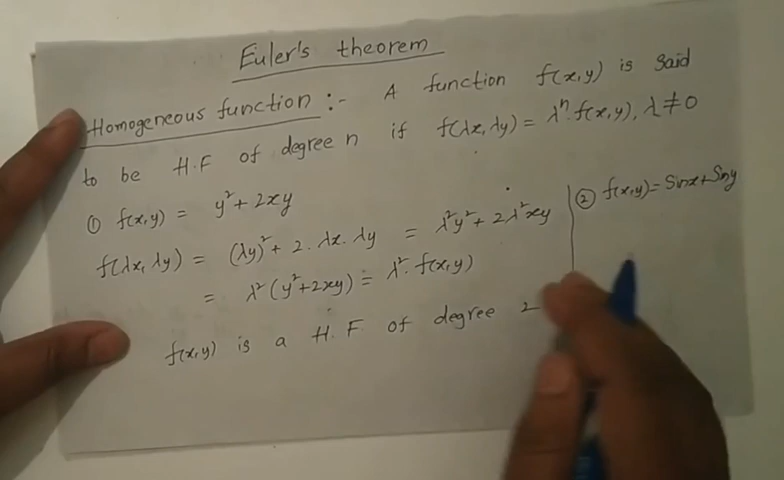 Euler's theorem
Homogeneous function :- A function f(x,y) is said
to be H.F of degree n if f(λx, λy) = λⁿ. f(x,y), λ≠0
① f(x,y) = y²+2xy
f(λx, λy) = (λy)²+ 2. λx. λy = λ²y²+ 2λ²xy
= λ²(y²+2xy) = λ². f(x,y)
f(x,y) is a H.F of degree 2
② f(x,y)= Sinx+Siny